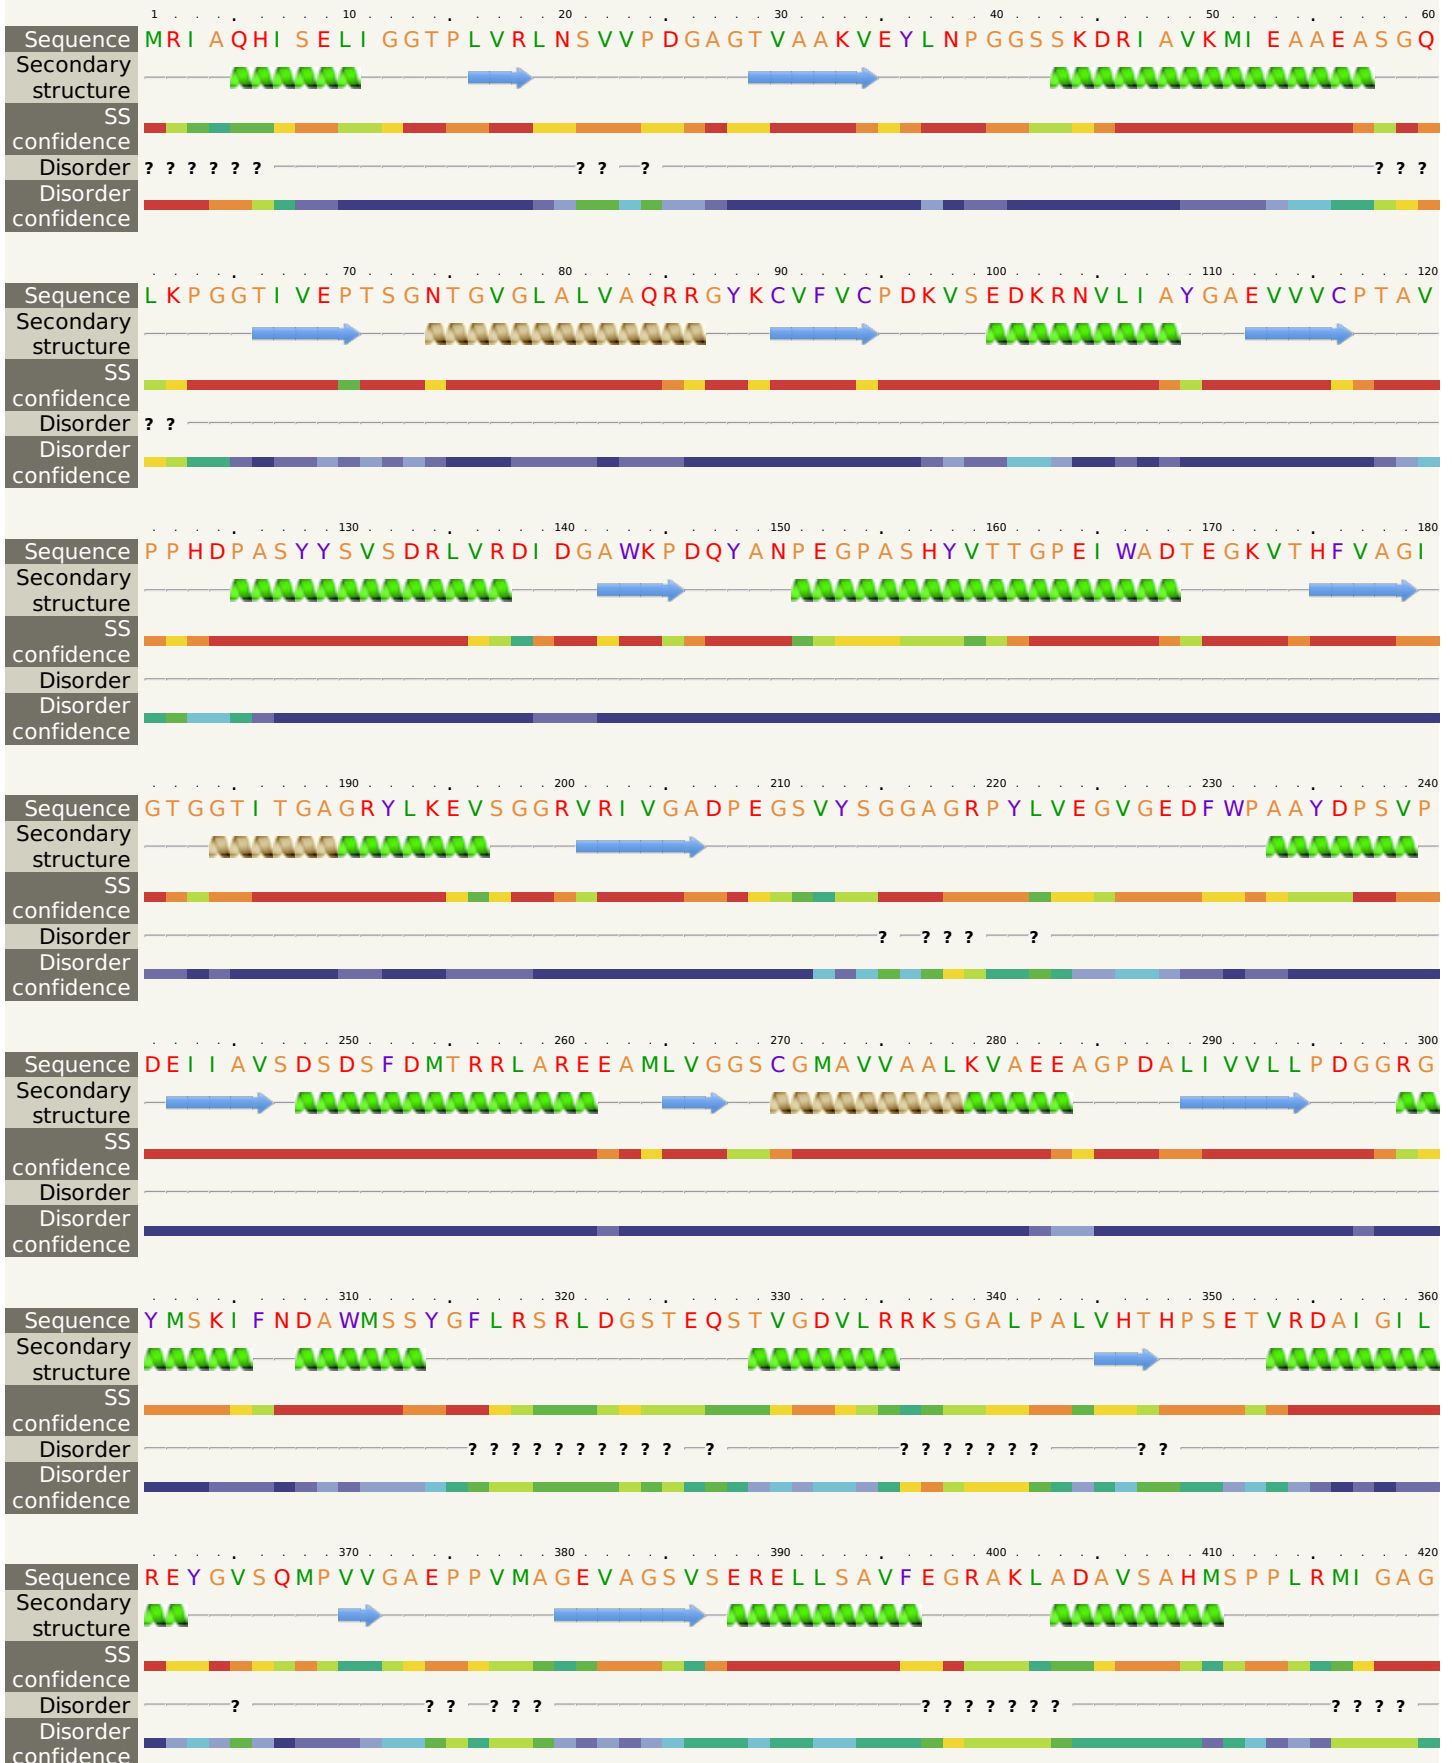 1 . . . . 10 . . . . 20 . . . . 30 . . . . 40 . . . . 50 . . . . 60
Sequence MRIAQHISELIGGTPLVRLNSVVPDGAGTVAAKVEYLNPGGSSKDRIAVKMIEAAEASGQ
Secondary
structure
SS
confidence
Disorder ? ? ? ? ? ? ? ? ? ? ? ?
Disorder
confidence
70 80 90 100 110 120
Sequence LKPGGTIVEPTSGNTGVGLALVAQRRGYKCVFVCPDKVSEDKRNVLIAYGAEVVVCPTAV
Secondary
structure
SS
confidence
Disorder ? ?
Disorder
confidence
130 140 150 160 170 180
Sequence PPHDPASYYSVSDRLVRDIDGAWKPDQYANPEGPASHYVTTGPEIWADTEGKVTHFVAGI
Secondary
structure
SS
confidence
Disorder
Disorder
confidence
190 200 210 220 230 240
Sequence GTGGTITGAGRYLKEVSGGRVRIVGADPEGSVYSGGAGRPYLVEGVGEDFWPAAYDPSVP
Secondary
structure
SS
confidence
Disorder ? ? ? ? ?
Disorder
confidence
250 260 270 280 290 300
Sequence DEIIAVSDSDSFDMTRRLAREEAMLVGGSCGMAVVAALKVAEEAGPDALIVVLLPDGGRG
Secondary
structure
SS
confidence
Disorder
Disorder
confidence
310 320 330 340 350 360
Sequence YMSKIFNDAWMSSYGFLRSRLDGSTEQSTVGDVLRRKSGALPALVHTHPSETVRDAIGIL
Secondary
structure
SS
confidence
Disorder ? ? ? ? ? ? ? ? ? ? ? ? ? ? ? ? ? ? ? ?
Disorder
confidence
370 380 390 400 410 420
Sequence REYGVSQMPVVGAEPPVMAGEVAGSVSERELLSAVFEGRAKLADAVSAHMSPPLRMIGAG
Secondary
structure
SS
confidence
Disorder ? ? ? ? ? ? ? ? ? ? ? ? ? ? ? ? ?
Disorder
confidence